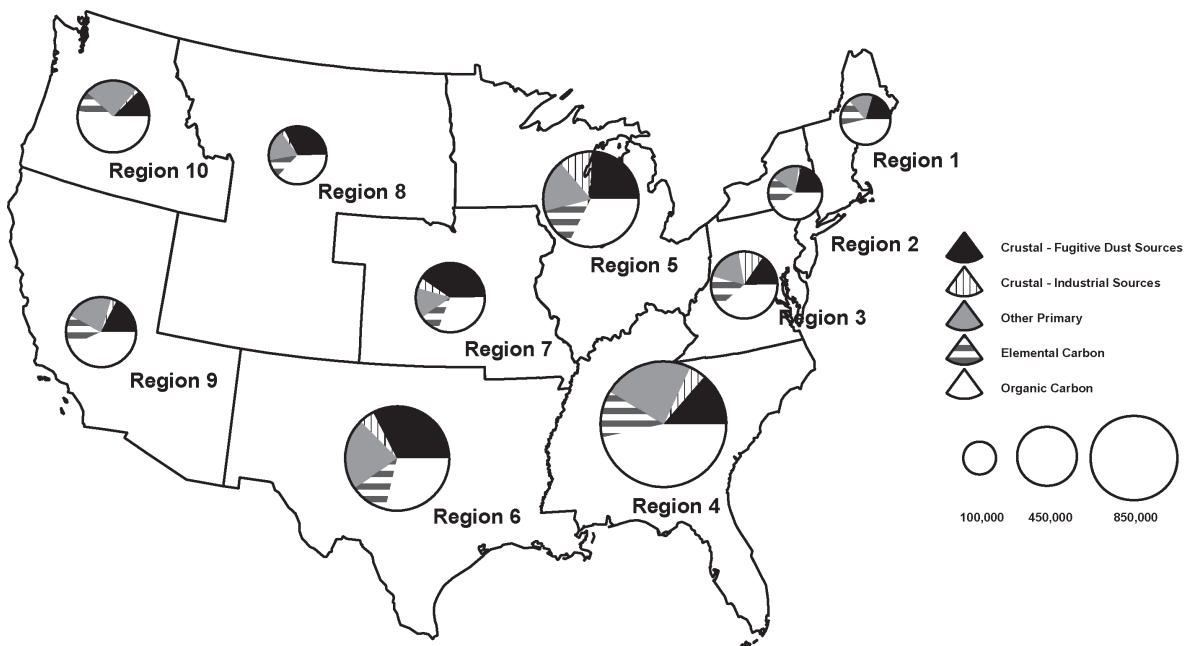 Region 1
Region 10
Region 8
Region 2
Crustal - Fugitive Dust Sources
Region 5
Crustal - Industrial Sources
Region 3
Other Primary
Region 7
Elemental Carbon
Region 9
Organic Carbon
Region 4
Region 6
100,000 450,000 850,000